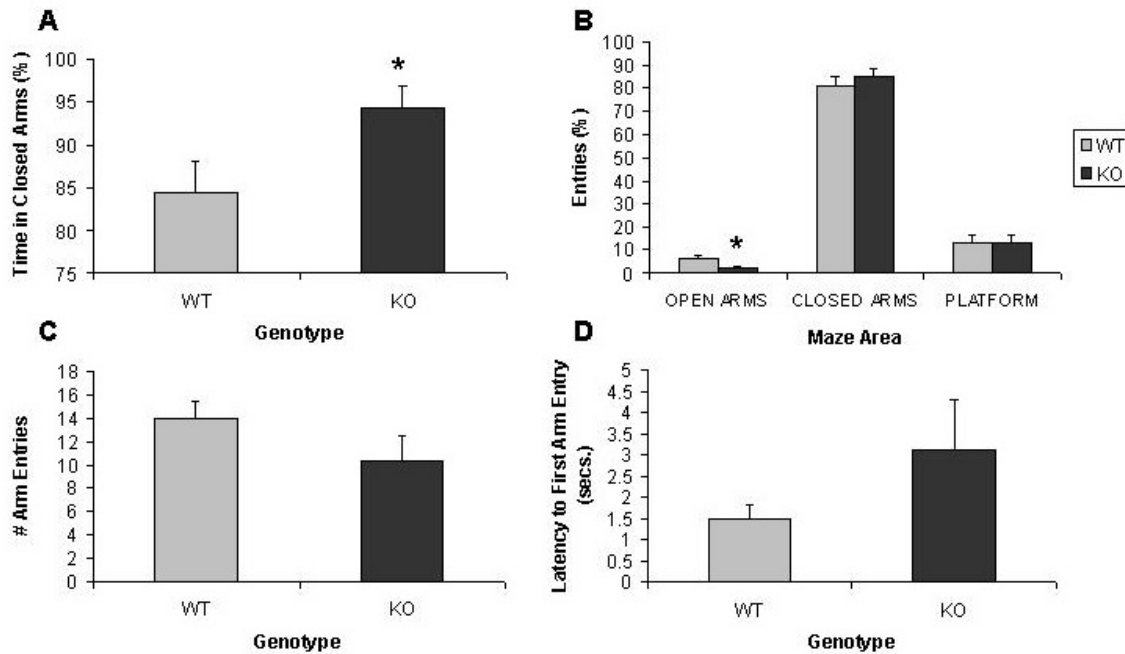 A
Time in Closed Arms (%)
100
95
90
85
80
75
*
WT
KO
Genotype
B
Entries (%)
100
90
80
70
60
50
40
30
20
10
0
*
OPEN ARMS
CLOSED ARMS
PLATFORM
Maze Area
WT
KO
C
# Arm Entries
18
16
14
12
10
8
6
4
2
0
WT
KO
Genotype
D
Latency to First Arm Entry
(secs.)
5
4.5
4
3.5
3
2.5
2
1.5
1
0.5
0
WT
KO
Genotype